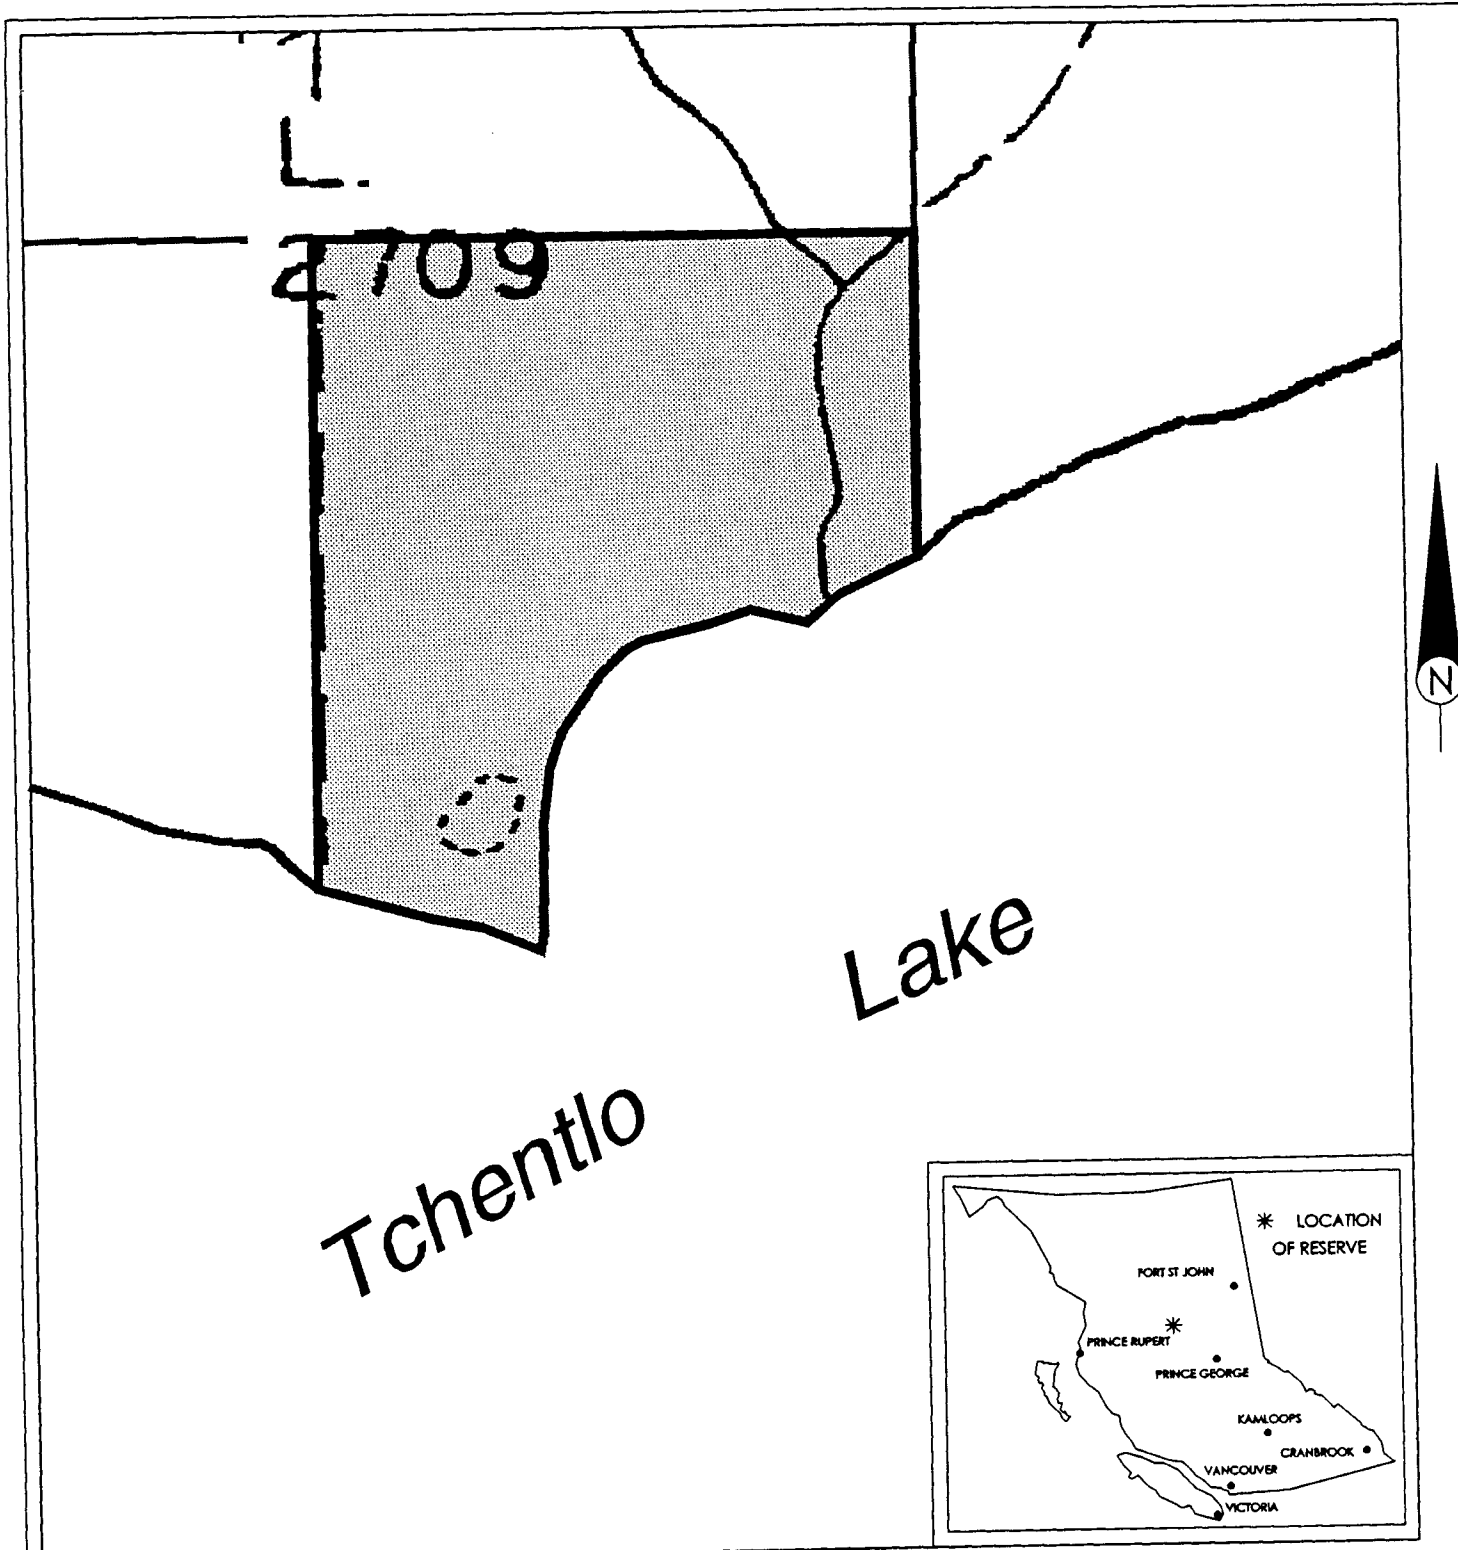 L.
2709
N
Lake
Tchentlo
✳ LOCATION
OF RESERVE
FORT ST JOHN
✳
PRINCE RUPERT
PRINCE GEORGE
KAMLOOPS
CRANBROOK
VANCOUVER
VICTORIA